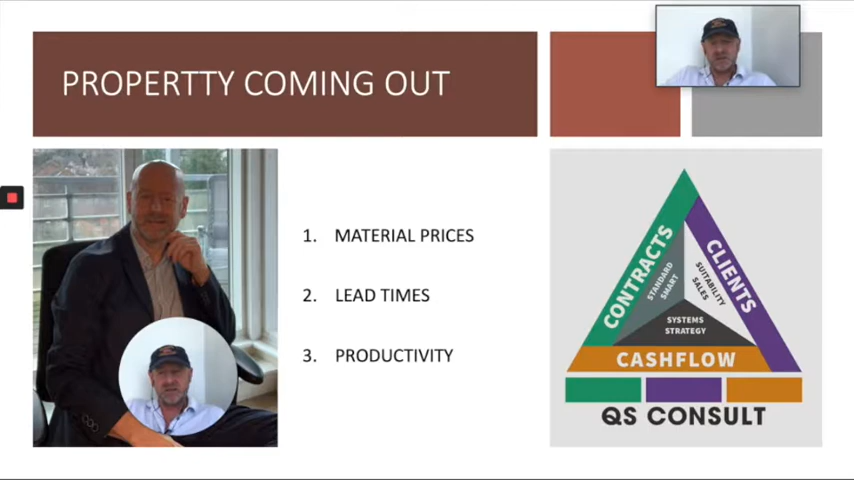 PROPERTTY COMING OUT
1. MATERIAL PRICES
2. LEAD TIMES
3. PRODUCTIVITY
CONTRACTS
STANDARD
SMART
CLIENTS
SUITABILITY
SALES
SYSTEMS
STRATEGY
CASHFLOW
QS CONSULT